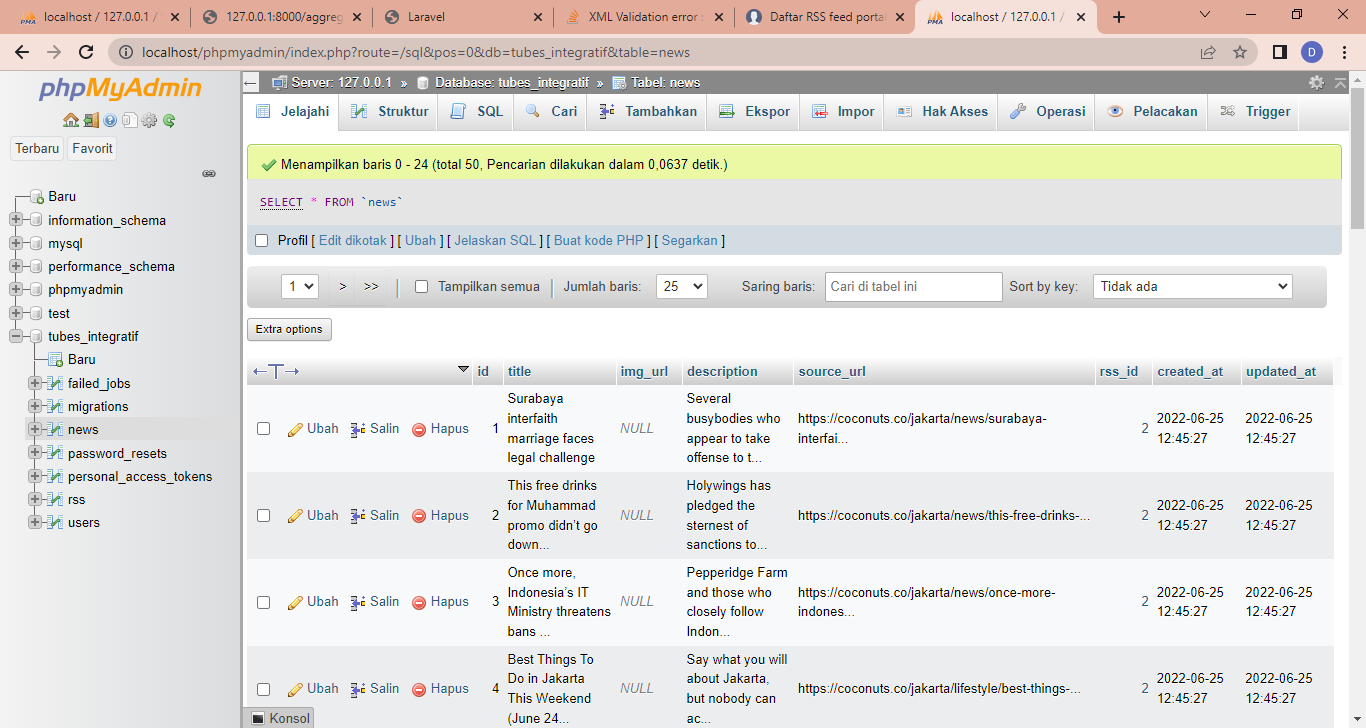 localhost / 127.0.0.1 /
127.0.0.1:8000/aggreg
Laravel
XML Validation error :
Daftar RSS feed porta
localhost / 127.0.0.1 /
localhost/phpmyadmin/index.php?route=/sql&pos=0&db=tubes_integratif&table=news
D
phpMyAdmin
Terbaru
Favorit
Baru
information_schema
mysql
performance_schema
phpmyadmin
test
tubes_integratif
Baru
failed_jobs
migrations
news
password_resets
personal_access_tokens
rss
users
Server: 127.0.0.1 » Database: tubes_integratif » Tabel: news
Jelajahi Struktur SQL Cari Tambahkan Ekspor Impor Hak Akses Operasi Pelacakan Trigger
Menampilkan baris 0 - 24 (total 50, Pencarian dilakukan dalam 0,0637 detik.)
SELECT * FROM `news`
Profil [ Edit dikotak ] [ Ubah ] [ Jelaskan SQL ] [ Buat kode PHP ] [ Segarkan ]
1 > >> | Tampilkan semua | Jumlah baris: 25 Saring baris: Cari di tabel ini Sort by key: Tidak ada
Extra options
←T→ id title img_url description source_url rss_id created_at updated_at
Ubah Salin Hapus 1
Surabaya
interfaith
marriage faces
legal challenge
NULL
Several
busybodies who
appear to take
offense to t...
https://coconuts.co/jakarta/news/surabaya-
interfai...
2
2022-06-25
12:45:27
2022-06-25
12:45:27
Ubah Salin Hapus 2
This free drinks
for Muhammad
promo didn't go
down...
NULL
Holywings has
pledged the
sternest of
sanctions to...
https://coconuts.co/jakarta/news/this-free-drinks-...
2
2022-06-25
12:45:27
2022-06-25
12:45:27
Ubah Salin Hapus 3
Once more,
Indonesia's IT
Ministry threatens
bans ...
NULL
Pepperidge Farm
and those who
closely follow
Indon...
https://coconuts.co/jakarta/news/once-more-
indones...
2
2022-06-25
12:45:27
2022-06-25
12:45:27
Ubah Salin Hapus 4
Best Things To
Do in Jakarta
This Weekend
(June 24...
NULL
Say what you will
about Jakarta,
but nobody can
ac...
https://coconuts.co/jakarta/lifestyle/best-things-...
2
2022-06-25
12:45:27
2022-06-25
12:45:27
Konsol